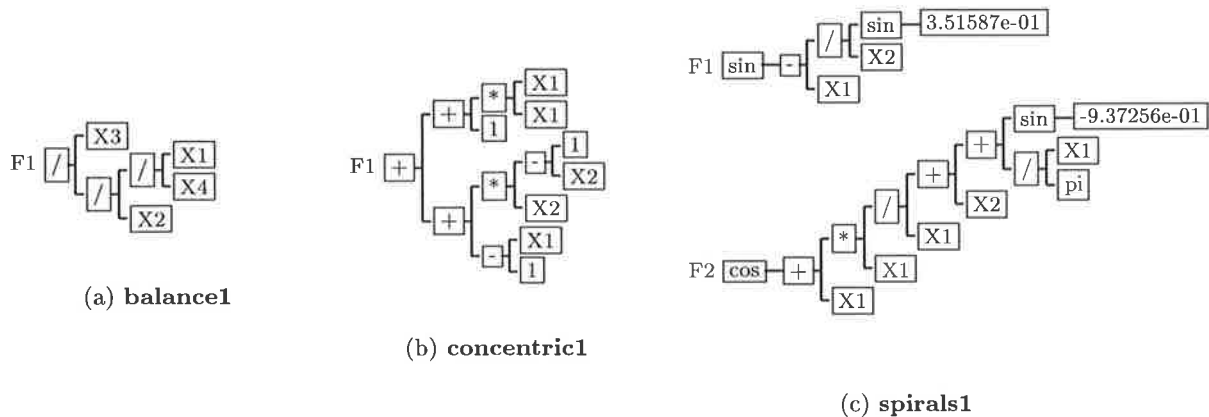 F1 / X3
/ / X1
X4
X2
(a) balance1
F1 + + * X1
X1
1
+ * - 1
X2
X2
- X1
1
(b) concentric1
F1 sin - / sin 3.51587e-01
X2
X1
F2 cos + * / + + sin -9.37256e-01
/ X1
pi
X2
X1
X1
X1
(c) spirals1